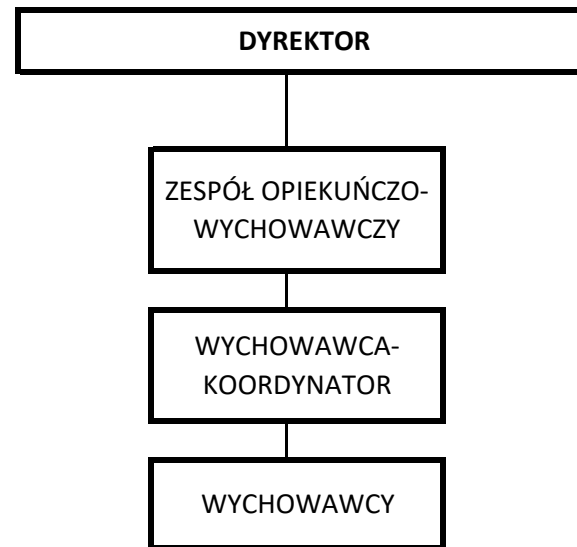 DYREKTOR
ZESPÓŁ OPIEKUŃCZO-
WYCHOWAWCZY
WYCHOWAWCA-
KOORDYNATOR
WYCHOWAWCY